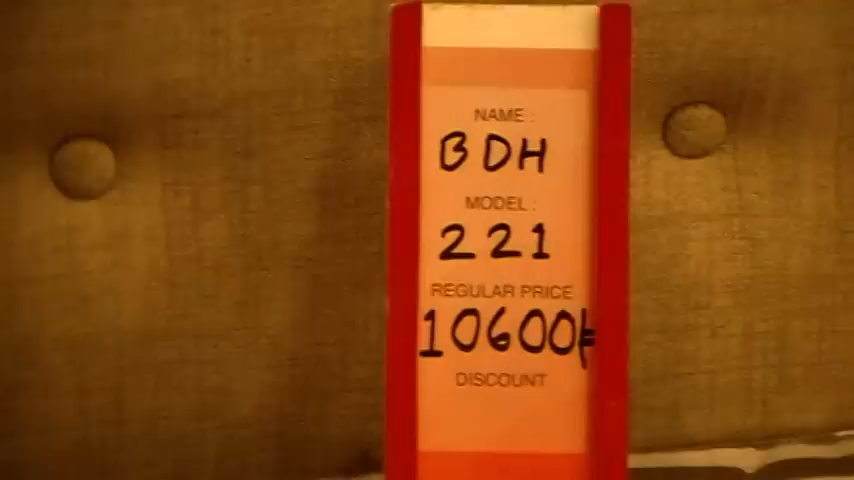 NAME :
BDH
MODEL :
221
REGULAR PRICE
10600/=
DISCOUNT